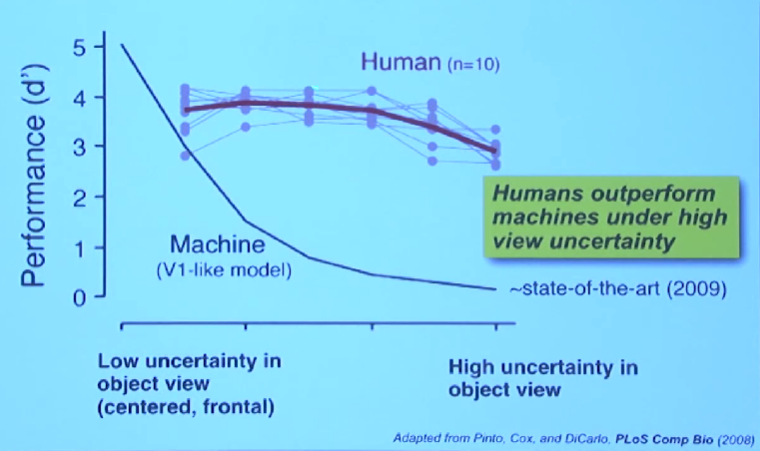 Performance (d')
5
4
3
2
1
0
Human (n=10)
Machine
(V1-like model)
Humans outperform
machines under high
view uncertainty
~state-of-the-art (2009)
Low uncertainty in
object view
(centered, frontal)
High uncertainty in
object view
Adapted from Pinto, Cox, and DiCarlo, PLoS Comp Bio (2008)